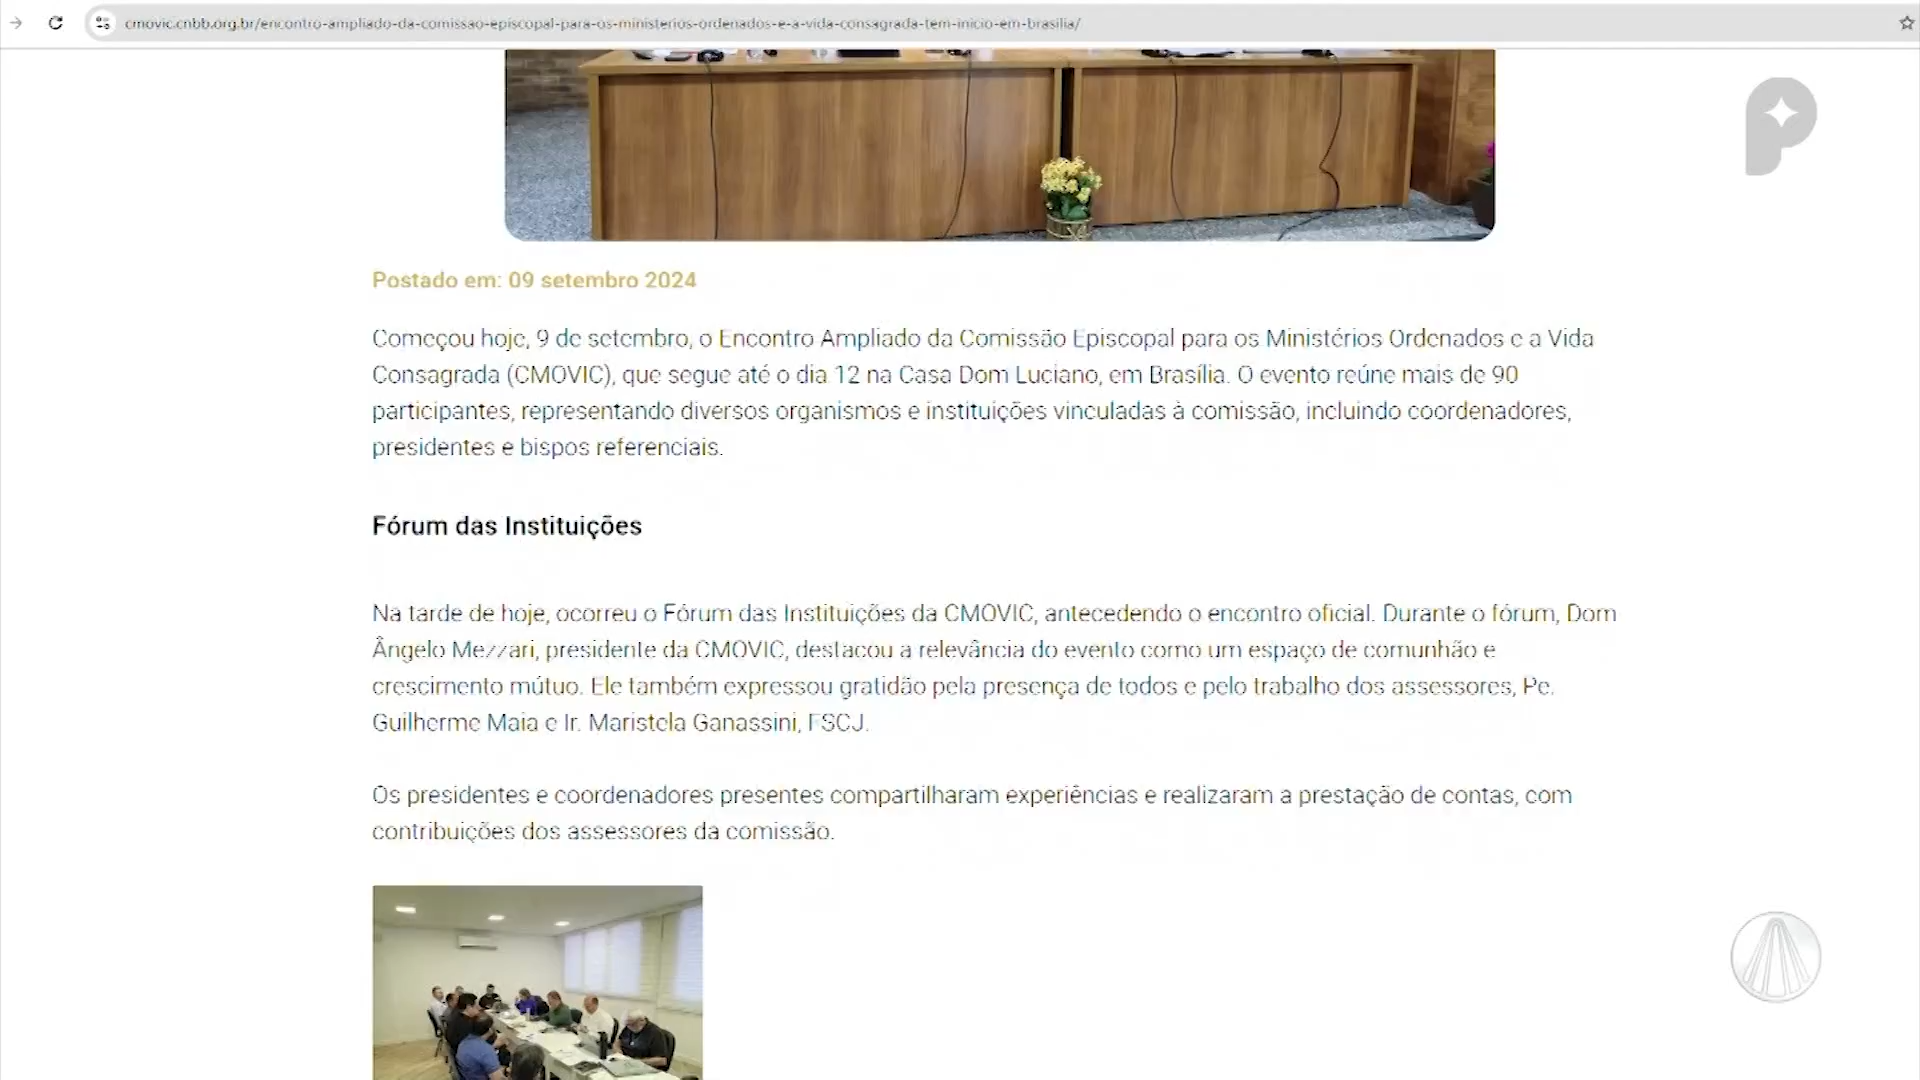 cmovic.cnbb.org.br/encontro-ampliado-da-comissao-episcopal-para-os-ministerios-ordenados-e-a-vida-consagrada-tem-inicio-em-brasilia/
Postado em: 09 setembro 2024
Começou hoje, 9 de setembro, o Encontro Ampliado da Comissão Episcopal para os Ministérios Ordenados e a Vida
Consagrada (CMOVIC), que segue até o dia 12 na Casa Dom Luciano, em Brasília. O evento reúne mais de 90
participantes, representando diversos organismos e instituições vinculadas à comissão, incluindo coordenadores,
presidentes e bispos referenciais.
Fórum das Instituições
Na tarde de hoje, ocorreu o Fórum das Instituições da CMOVIC, antecedendo o encontro oficial. Durante o fórum, Dom
Ângelo Mezzari, presidente da CMOVIC, destacou a relevância do evento como um espaço de comunhão e
crescimento mútuo. Ele também expressou gratidão pela presença de todos e pelo trabalho dos assessores, Pe.
Guilherme Maia e Ir. Maristela Ganassini, FSCJ.
Os presidentes e coordenadores presentes compartilharam experiências e realizaram a prestação de contas, com
contribuições dos assessores da comissão.